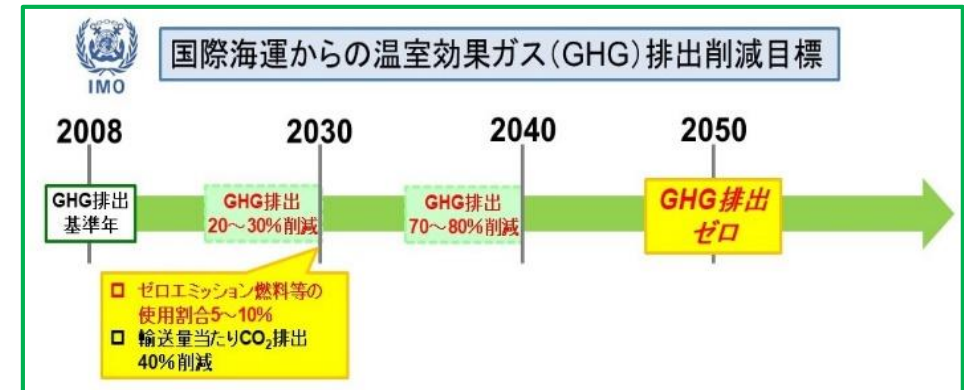 国際海運からの温室効果ガス(GHG)排出削減目標
IMO
2008
2030
2040
2050
GHG排出
基準年
GHG排出
20～30%削減
GHG排出
70～80%削減
GHG排出
ゼロ
□ ゼロエミッション燃料等の
使用割合5～10%
□ 輸送量当たりCO₂排出
40%削減